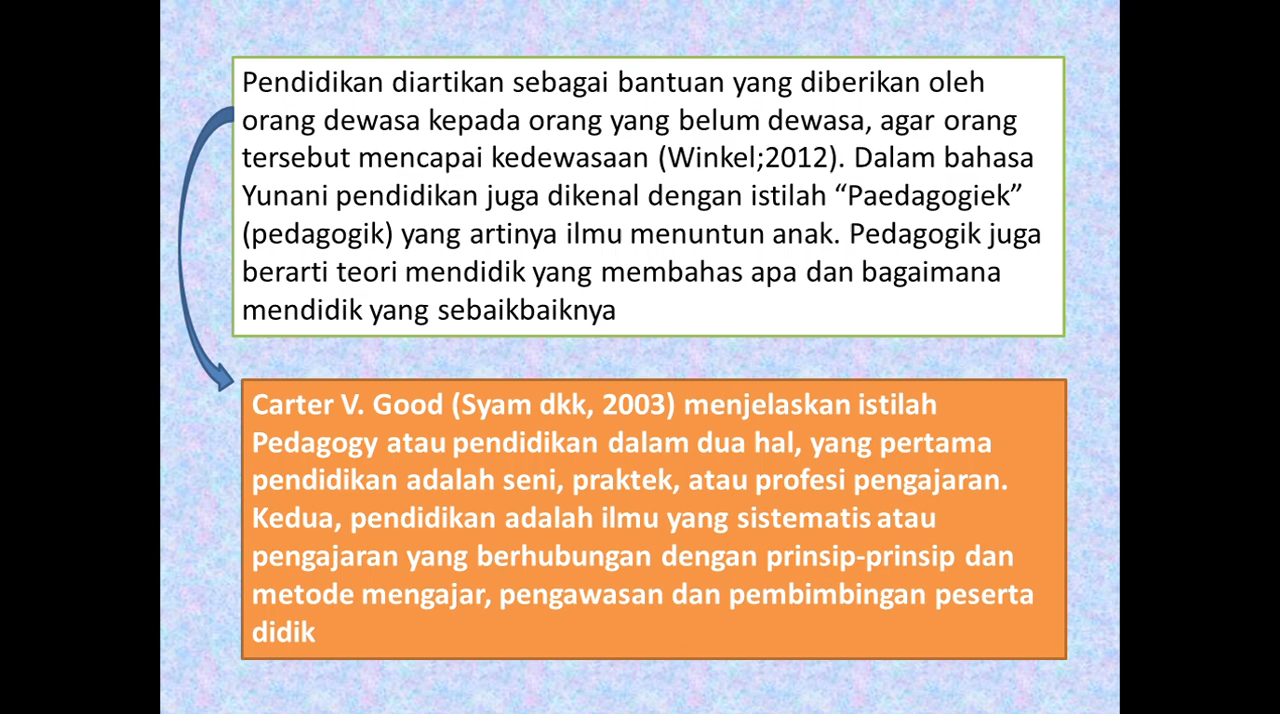 Pendidikan diartikan sebagai bantuan yang diberikan oleh
orang dewasa kepada orang yang belum dewasa, agar orang
tersebut mencapai kedewasaan (Winkel;2012). Dalam bahasa
Yunani pendidikan juga dikenal dengan istilah “Paedagogiek”
(pedagogik) yang artinya ilmu menuntun anak. Pedagogik juga
berarti teori mendidik yang membahas apa dan bagaimana
mendidik yang sebaikbaiknya
Carter V. Good (Syam dkk, 2003) menjelaskan istilah
Pedagogy atau pendidikan dalam dua hal, yang pertama
pendidikan adalah seni, praktek, atau profesi pengajaran.
Kedua, pendidikan adalah ilmu yang sistematis atau
pengajaran yang berhubungan dengan prinsip-prinsip dan
metode mengajar, pengawasan dan pembimbingan peserta
didik